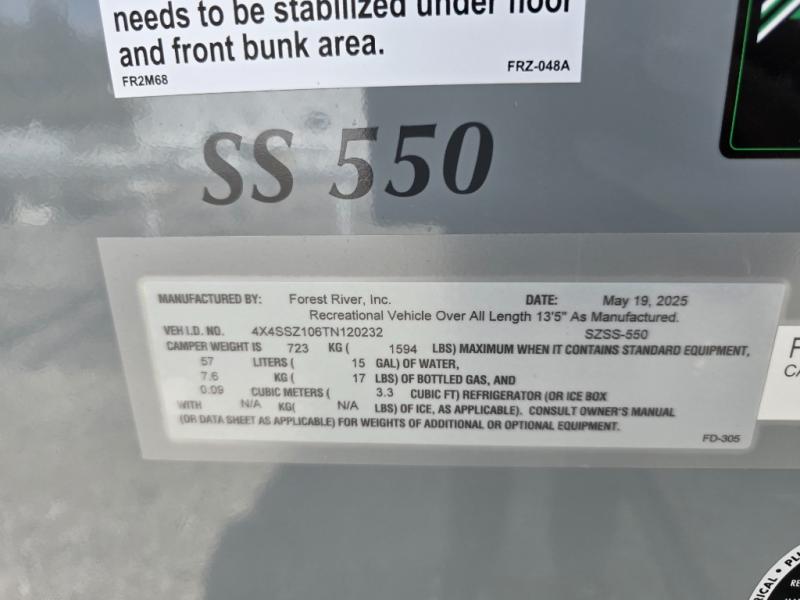 needs to be stabilized under floor
and front bunk area.
FR2M68 FRZ-048A
SS 550
MANUFACTURED BY: Forest River, Inc. DATE: May 19, 2025
Recreational Vehicle Over All Length 13'5" As Manufactured.
VEH I.D. NO. 4X4SSZ106TN120232 SZSS-550
CAMPER WEIGHT IS 723 KG ( 1594 LBS) MAXIMUM WHEN IT CONTAINS STANDARD EQUIPMENT,
57 LITERS ( 15 GAL) OF WATER,
7.6 KG ( 17 LBS) OF BOTTLED GAS, AND
0.09 CUBIC METERS ( 3.3 CUBIC FT) REFRIGERATOR (OR ICE BOX
WITH N/A KG( N/A LBS) OF ICE, AS APPLICABLE). CONSULT OWNER'S MANUAL
(OR DATA SHEET AS APPLICABLE) FOR WEIGHTS OF ADDITIONAL OR OPTIONAL EQUIPMENT.
FD-305